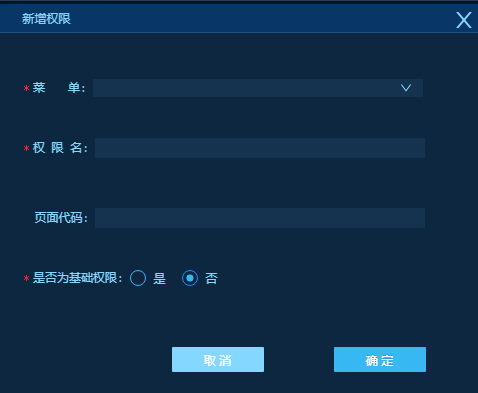 新增权限
* 菜 单：
* 权 限 名：
页面代码：
* 是否为基础权限： 是 否
取消 确定